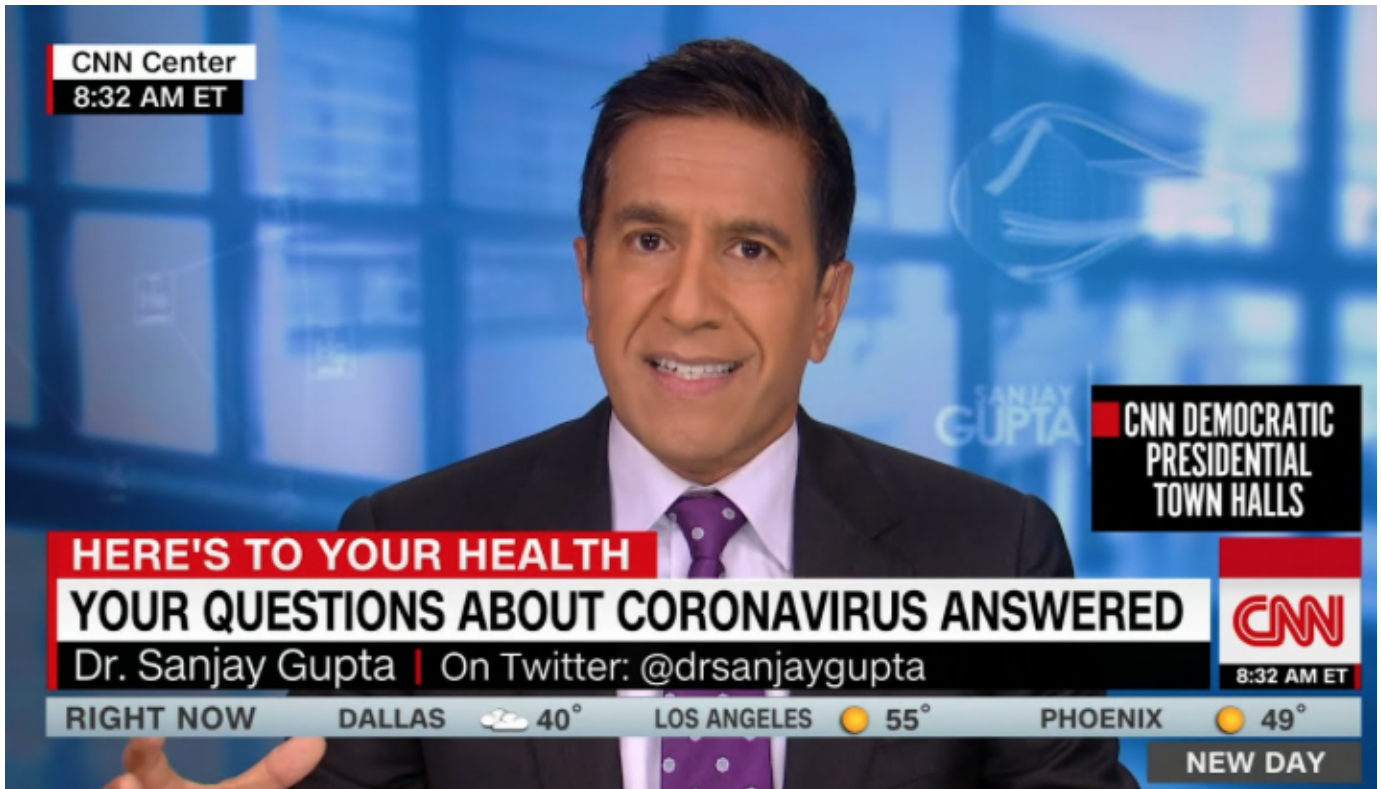 CNN Center
8:32 AM ET
SANJAY
GUPTA
CNN DEMOCRATIC
PRESIDENTIAL
TOWN HALLS
HERE'S TO YOUR HEALTH
YOUR QUESTIONS ABOUT CORONAVIRUS ANSWERED
Dr. Sanjay Gupta | On Twitter: @drsanjaygupta
CNN
8:32 AM ET
RIGHT NOW DALLAS 40° LOS ANGELES 55° PHOENIX 49°
NEW DAY